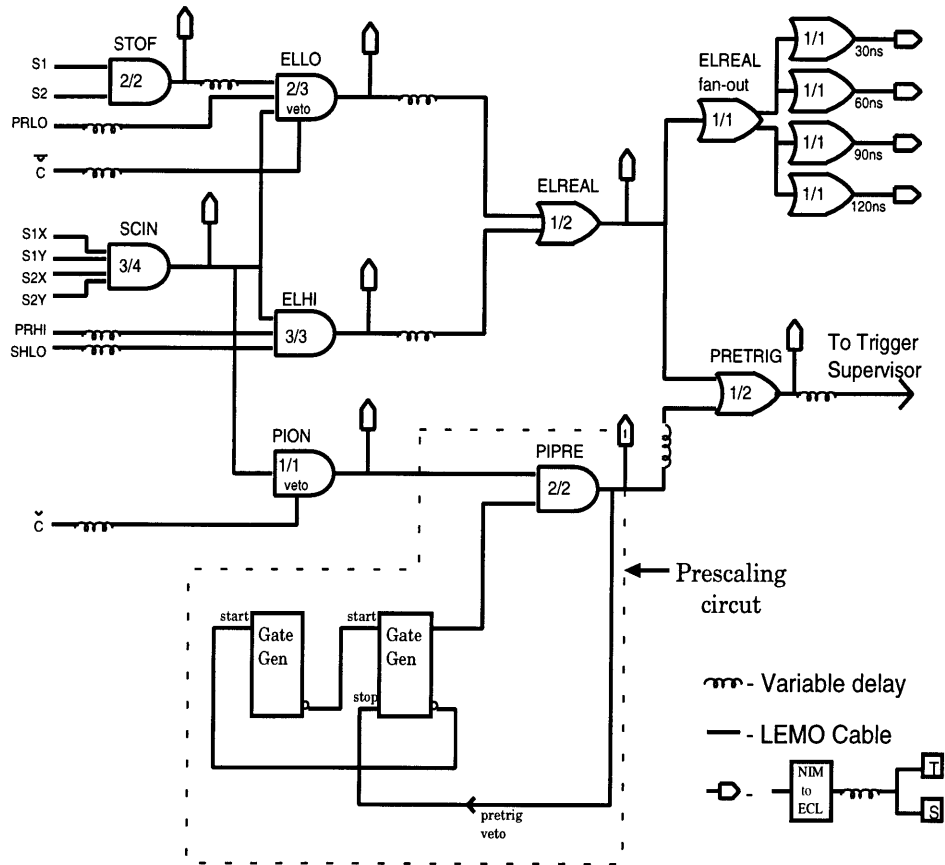 STOF
S1
S2
2/2
PRLO
ELLO
2/3
veto
C̄
SCIN
S1X
S1Y
S2X
S2Y
3/4
ELHI
3/3
PRHI
SHLO
PION
1/1
veto
č
ELREAL
1/2
ELREAL
fan-out
1/1
1/1
30ns
1/1
60ns
1/1
90ns
1/1
120ns
PRETRIG
1/2
To Trigger
Supervisor
PIPRE
2/2
Prescaling
circut
start
Gate
Gen
start
Gate
Gen
stop
pretrig
veto
- Variable delay
- LEMO Cable
-
NIM
to
ECL
T
S